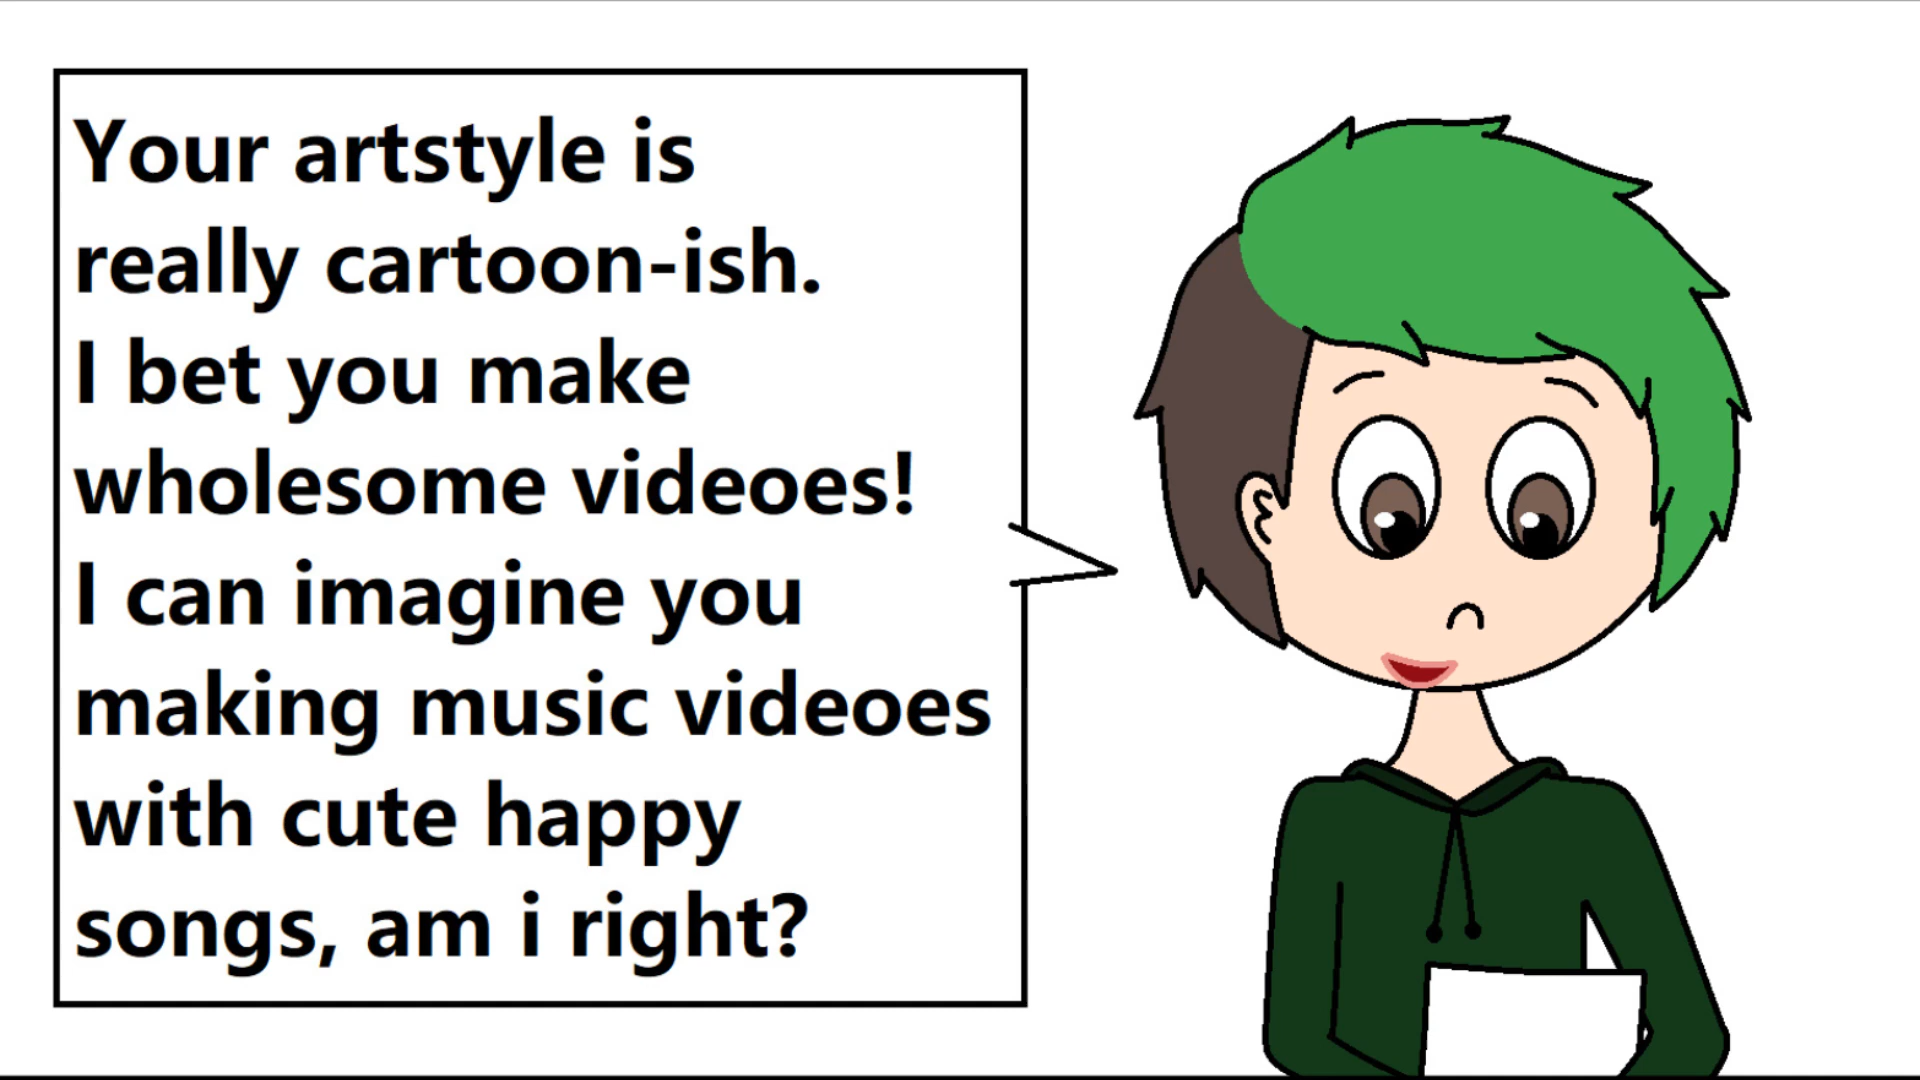 Your artstyle is
really cartoon-ish.
I bet you make
wholesome videoes!
I can imagine you
making music videoes
with cute happy
songs, am i right?